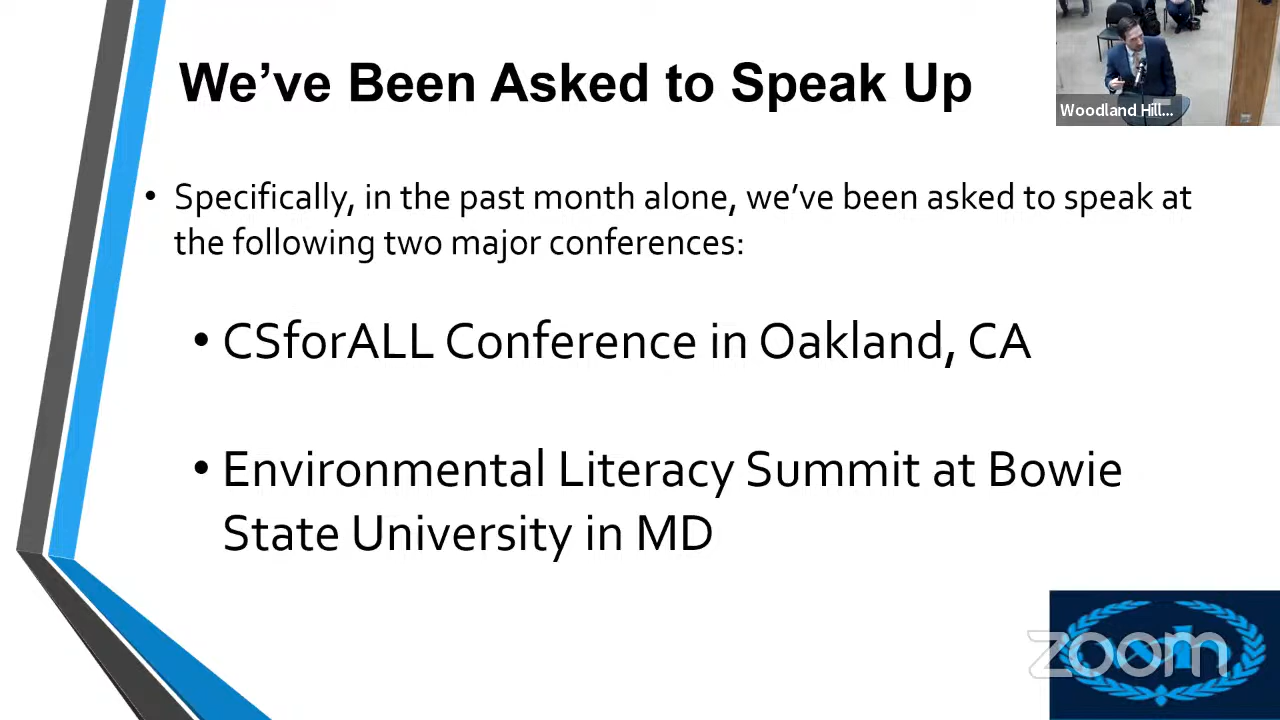 We’ve Been Asked to Speak Up
Woodland Hill...
• Specifically, in the past month alone, we’ve been asked to speak at
the following two major conferences:
• CSforALL Conference in Oakland, CA
• Environmental Literacy Summit at Bowie
State University in MD
zoom